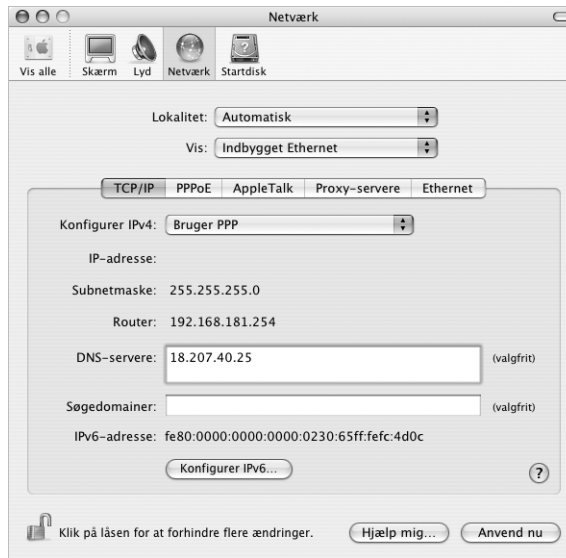 Netværk
Vis alle Skærm Lyd Netværk Startdisk
Lokalitet: Automatisk
Vis: Indbygget Ethernet
TCP/IP PPPoE AppleTalk Proxy-servere Ethernet
Konfigurer IPv4: Bruger PPP
IP-adresse:
Subnetmaske: 255.255.255.0
Router: 192.168.181.254
DNS-servere: 18.207.40.25 (valgfrit)
Søgedomainer: (valgfrit)
IPv6-adresse: fe80:0000:0000:0000:0230:65ff:fefc:4d0c
Konfigurer IPv6... ?
Klik på låsen for at forhindre flere ændringer. Hjælp mig... Anvend nu